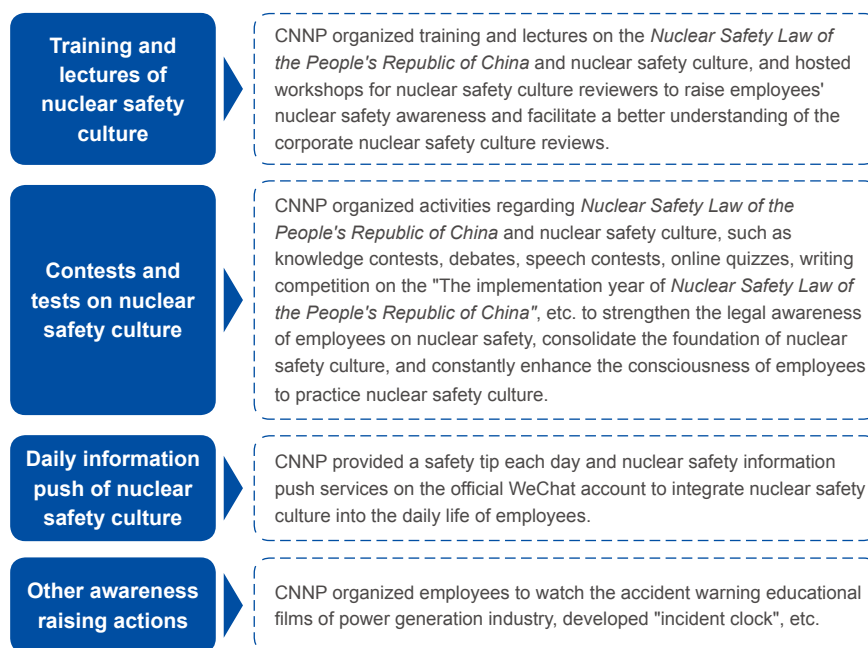 Training and
lectures of
nuclear safety
culture
CNNP organized training and lectures on the Nuclear Safety Law of
the People's Republic of China and nuclear safety culture, and hosted
workshops for nuclear safety culture reviewers to raise employees'
nuclear safety awareness and facilitate a better understanding of the
corporate nuclear safety culture reviews.
Contests and
tests on nuclear
safety culture
CNNP organized activities regarding Nuclear Safety Law of the
People's Republic of China and nuclear safety culture, such as
knowledge contests, debates, speech contests, online quizzes, writing
competition on the "The implementation year of Nuclear Safety Law of
the People's Republic of China", etc. to strengthen the legal awareness
of employees on nuclear safety, consolidate the foundation of nuclear
safety culture, and constantly enhance the consciousness of employees
to practice nuclear safety culture.
Daily information
push of nuclear
safety culture
CNNP provided a safety tip each day and nuclear safety information
push services on the official WeChat account to integrate nuclear safety
culture into the daily life of employees.
Other awareness
raising actions
CNNP organized employees to watch the accident warning educational
films of power generation industry, developed "incident clock", etc.